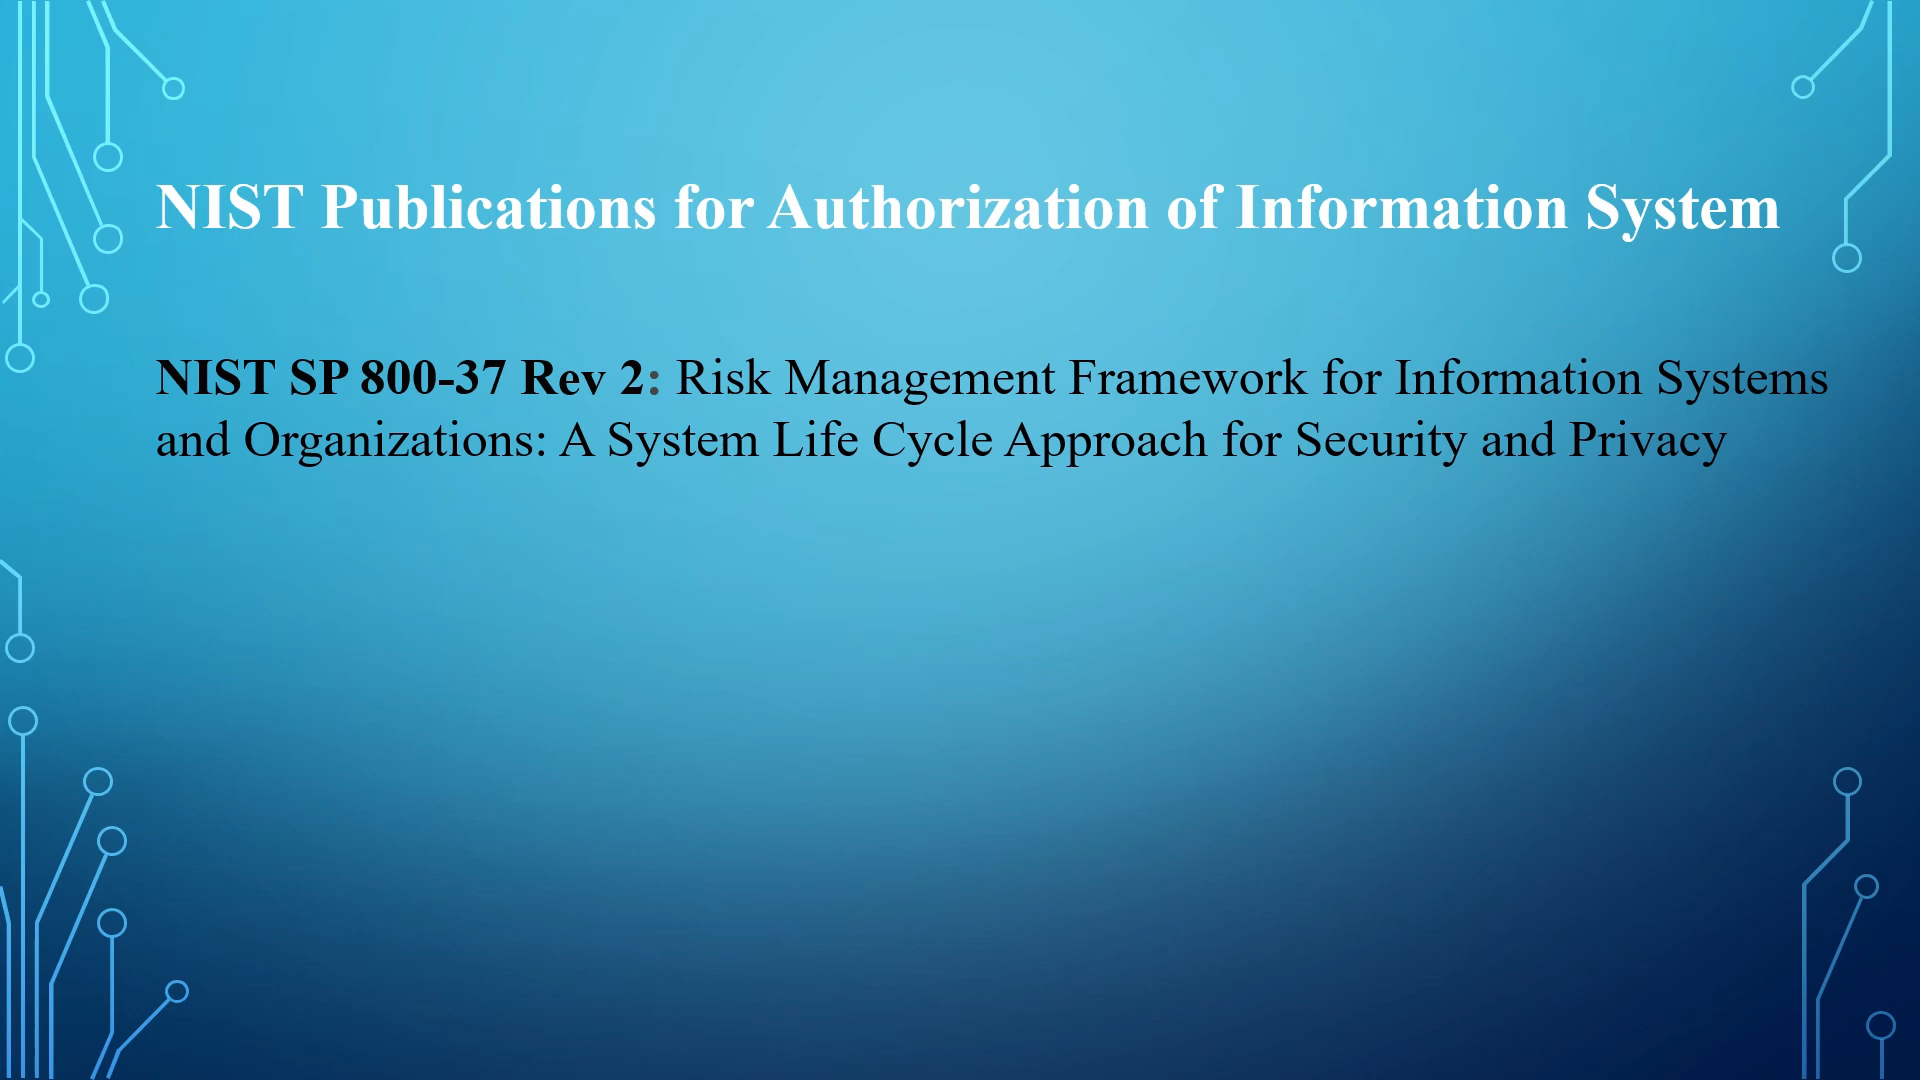 NIST Publications for Authorization of Information System
NIST SP 800-37 Rev 2: Risk Management Framework for Information Systems
and Organizations: A System Life Cycle Approach for Security and Privacy